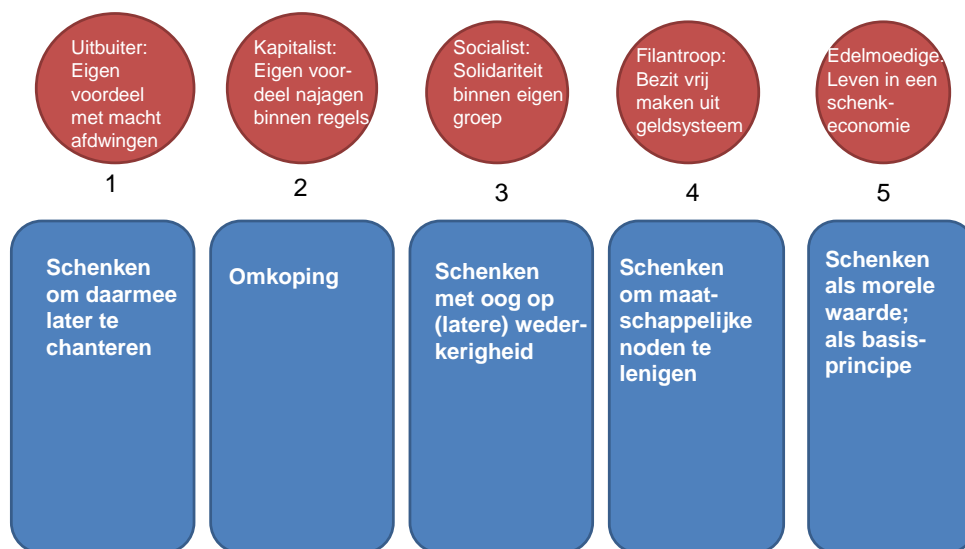 Uitbuiter:
Eigen
voordeel
met macht
afdwingen
Kapitalist:
Eigen voor-
deel najagen
binnen regels
Socialist:
Solidariteit
binnen eigen
groep
Filantroop:
Bezit vrij
maken uit
geldsysteem
Edelmoedige:
Leven in een
schenk-
economie
1
2
3
4
5
Schenken
om daarmee
later te
chanteren
Omkoping
Schenken
met oog op
(latere) weder-
kerigheid
Schenken
om maat-
schappelijke
noden te
lenigen
Schenken
als morele
waarde;
als basis-
principe